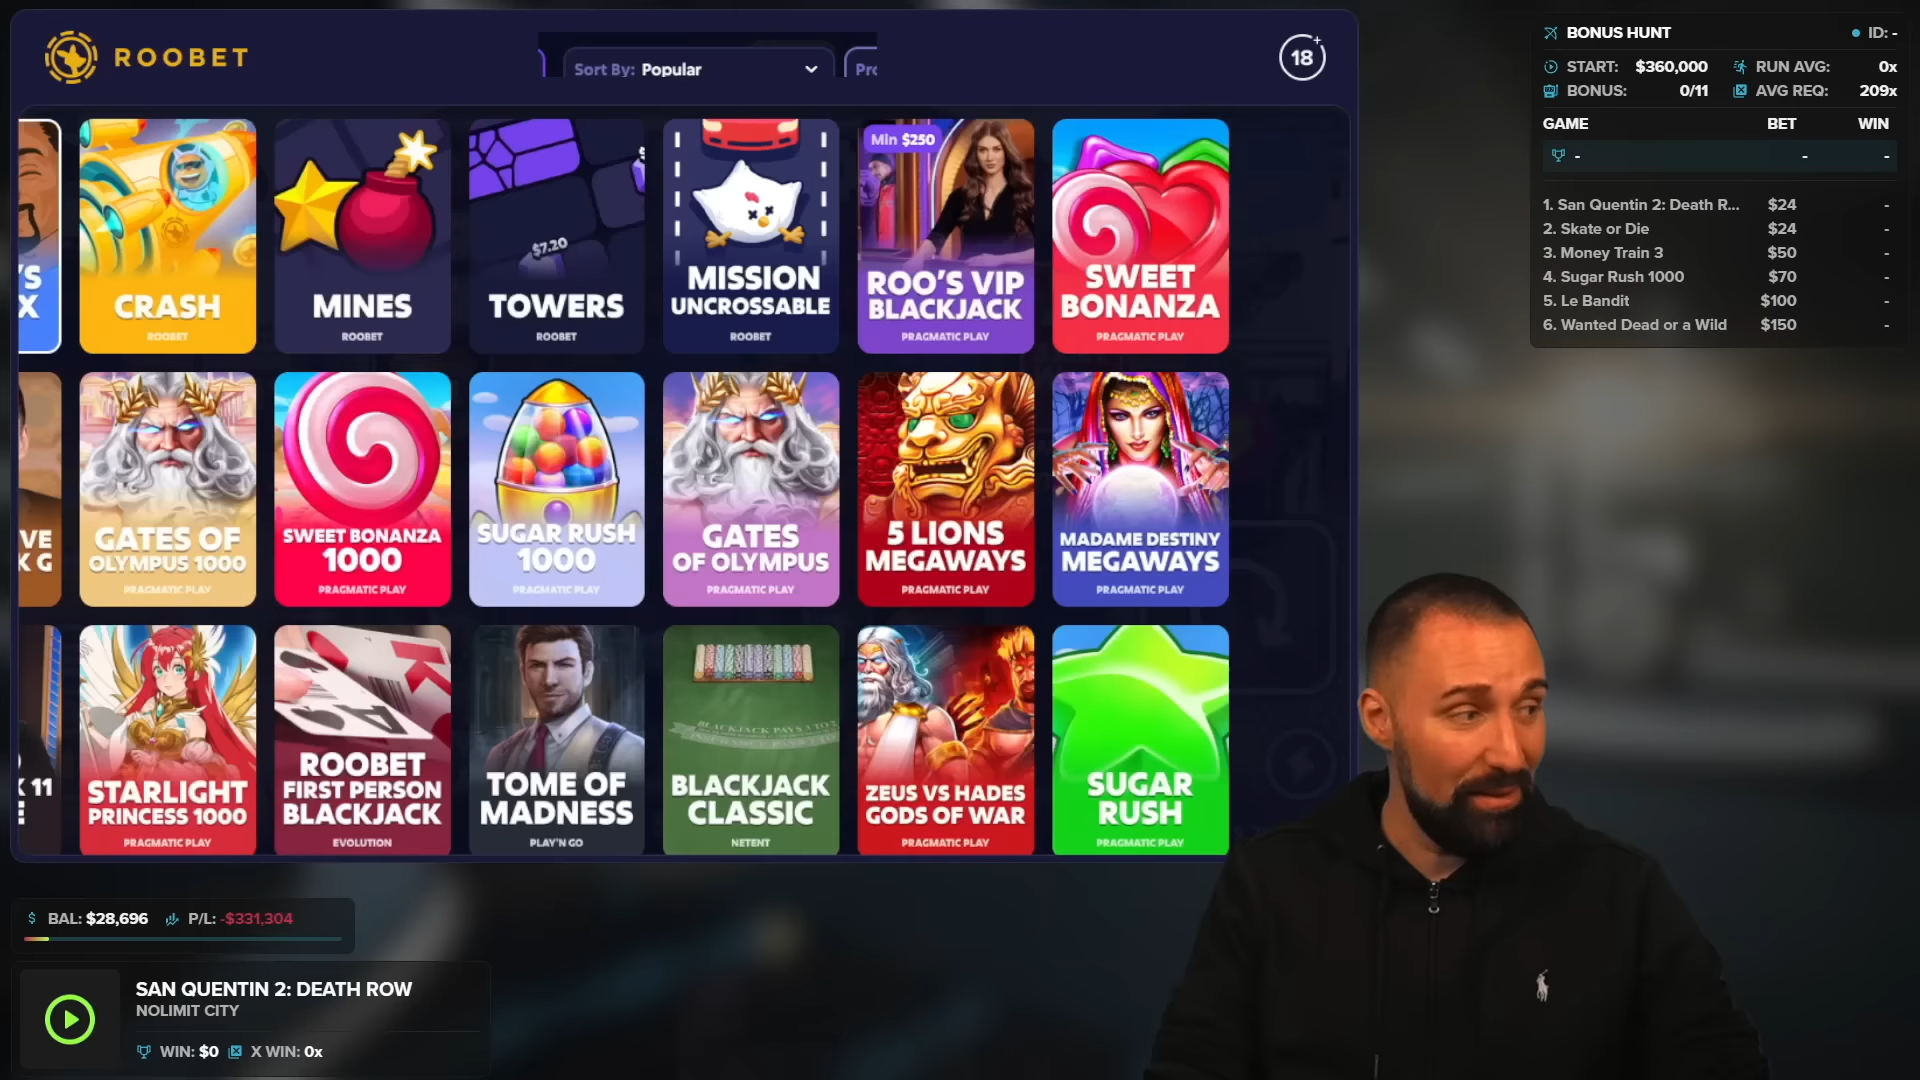 ROOBET
Sort By: Popular
Pro
18+
'S
X
CRASH
ROOBET
MINES
ROOBET
$7.20
TOWERS
ROOBET
MISSION
UNCROSSABLE
ROOBET
Min $250
ROO'S VIP
BLACKJACK
PRAGMATIC PLAY
SWEET
BONANZA
PRAGMATIC PLAY
VE
K G
GATES OF
OLYMPUS 1000
PRAGMATIC PLAY
SWEET BONANZA
1000
PRAGMATIC PLAY
SUGAR RUSH
1000
PRAGMATIC PLAY
GATES
OF OLYMPUS
PRAGMATIC PLAY
5 LIONS
MEGAWAYS
PRAGMATIC PLAY
MADAME DESTINY
MEGAWAYS
PRAGMATIC PLAY
K 11
E
STARLIGHT
PRINCESS 1000
PRAGMATIC PLAY
K
A
ROOBET
FIRST PERSON
BLACKJACK
EVOLUTION
TOME OF
MADNESS
PLAY'N GO
BLACKJACK PAYS 3 TO 2
BLACKJACK
CLASSIC
NETENT
ZEUS VS HADES
GODS OF WAR
PRAGMATIC PLAY
SUGAR
RUSH
PRAGMATIC PLAY
BONUS HUNT ID: -
START: $360,000 RUN AVG: 0x
BONUS: 0/11 AVG REQ: 209x
GAME BET WIN
- - -
1. San Quentin 2: Death R... $24 -
2. Skate or Die $24 -
3. Money Train 3 $50 -
4. Sugar Rush 1000 $70 -
5. Le Bandit $100 -
6. Wanted Dead or a Wild $150 -
$ BAL: $28,696 P/L: -$331,304
SAN QUENTIN 2: DEATH ROW
NOLIMIT CITY
WIN: $0 X WIN: 0x